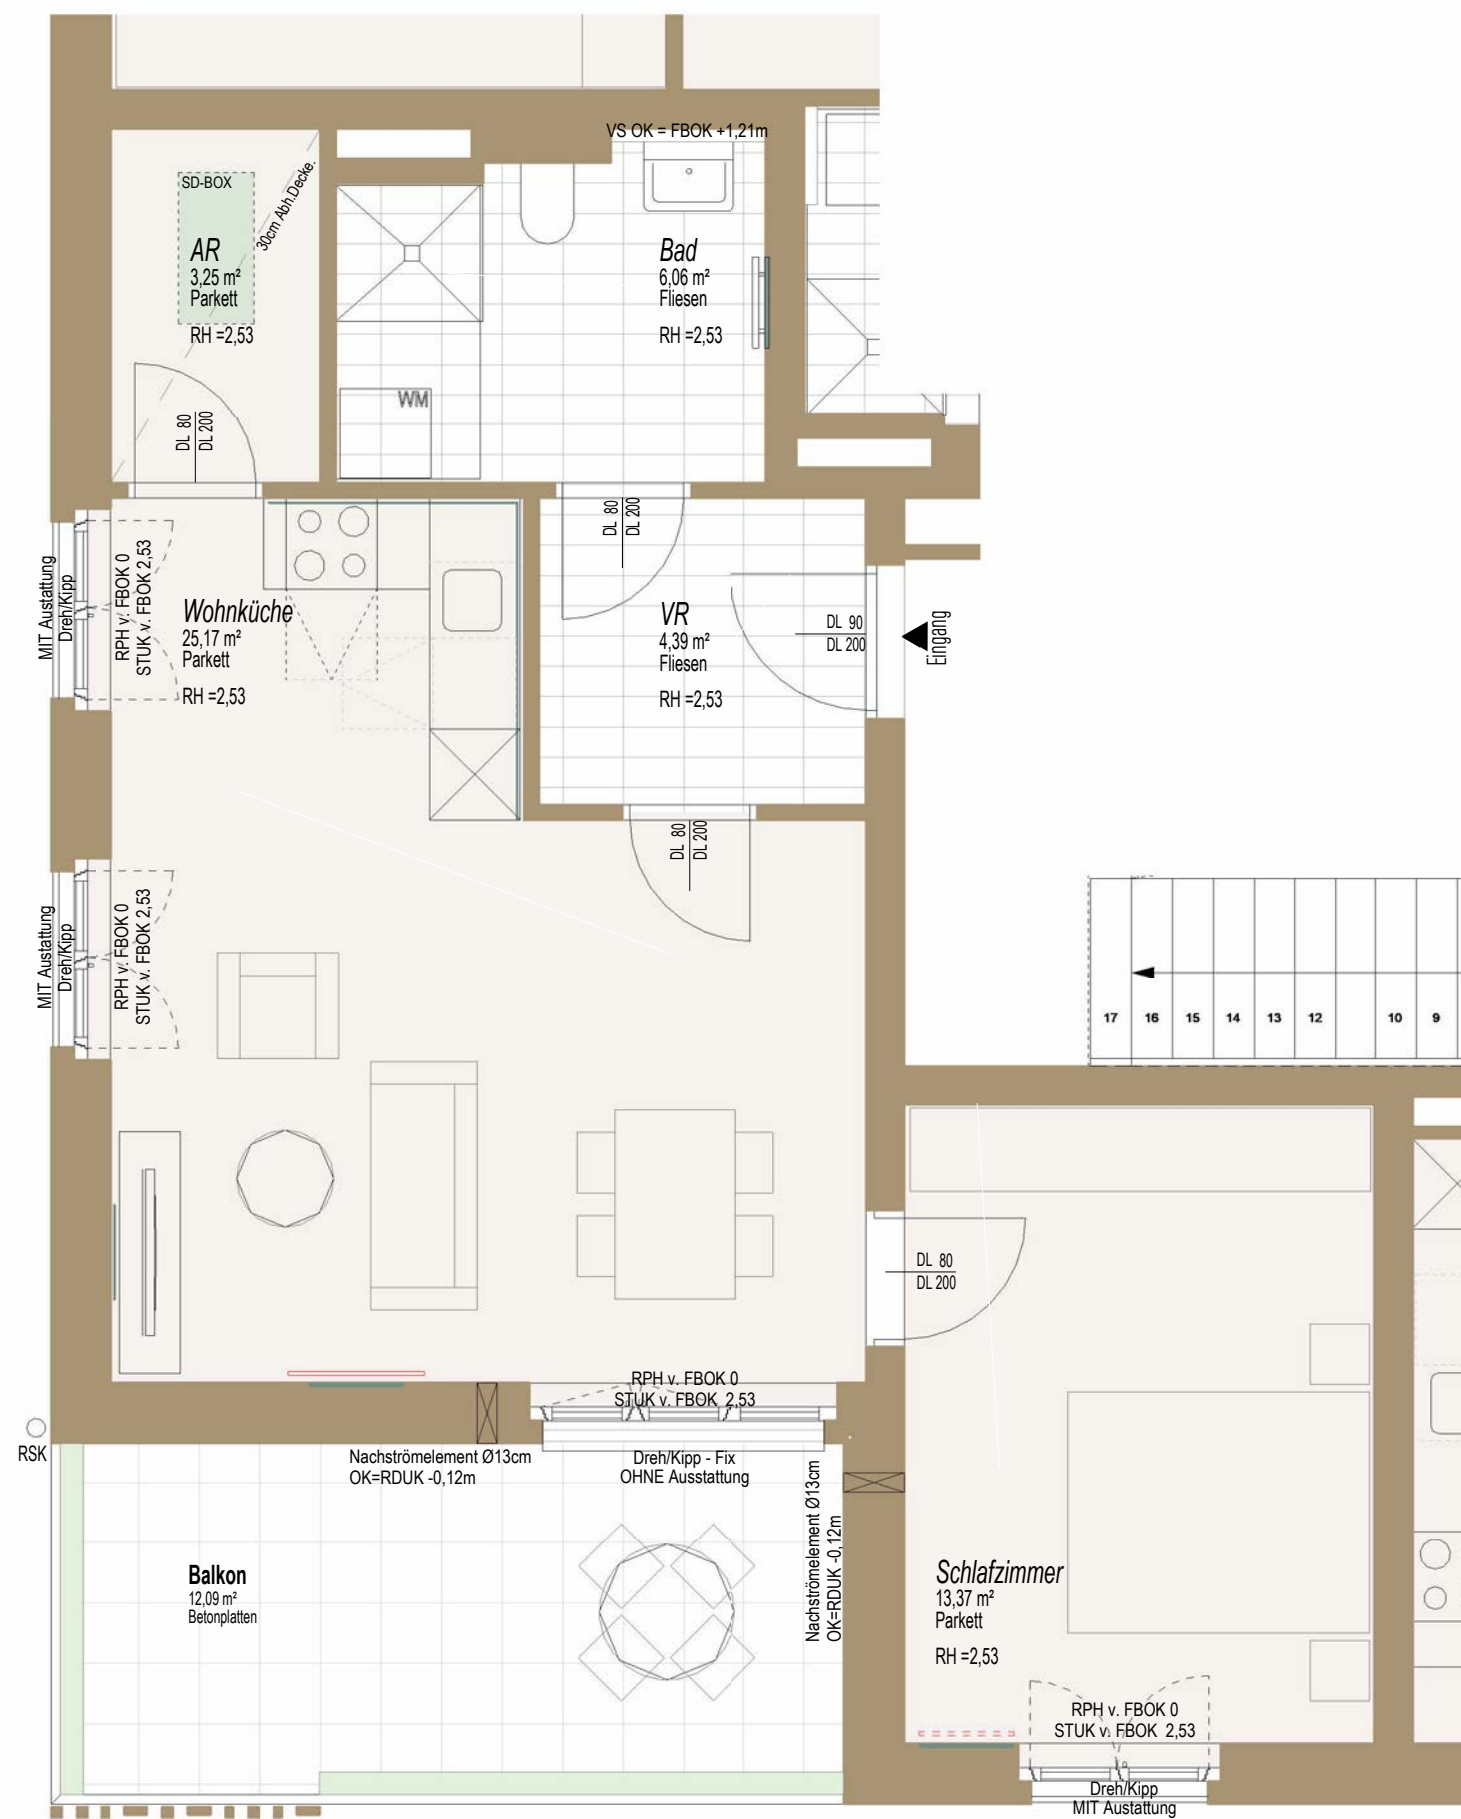 VS OK = FBOK +1,21m
SD-BOX
30cm Abh.Decke.
AR
3,25 m²
Parkett
RH =2,53
Bad
6,06 m²
Fliesen
RH =2,53
WM
DL 80
DL 200
DL 80
DL 200
MIT Austattung
Dreh/Kipp
RPH v. FBOK 0
STUK v. FBOK 2,53
Wohnküche
25,17 m²
Parkett
RH =2,53
VR
4,39 m²
Fliesen
RH =2,53
DL 90
DL 200
Eingang
DL 80
DL 200
MIT Austattung
Dreh/Kipp
RPH v. FBOK 0
STUK v. FBOK 2,53
17 16 15 14 13 12 10 9
DL 80
DL 200
RPH v. FBOK 0
STUK v. FBOK 2,53
RSK
Nachströmelement Ø13cm
OK=RDUK -0,12m
Dreh/Kipp - Fix
OHNE Ausstattung
Nachströmelement Ø13cm
OK=RDUK -0,12m
Balkon
12,09 m²
Betonplatten
Schlafzimmer
13,37 m²
Parkett
RH =2,53
RPH v. FBOK 0
STUK v. FBOK 2,53
Dreh/Kipp
MIT Austattung